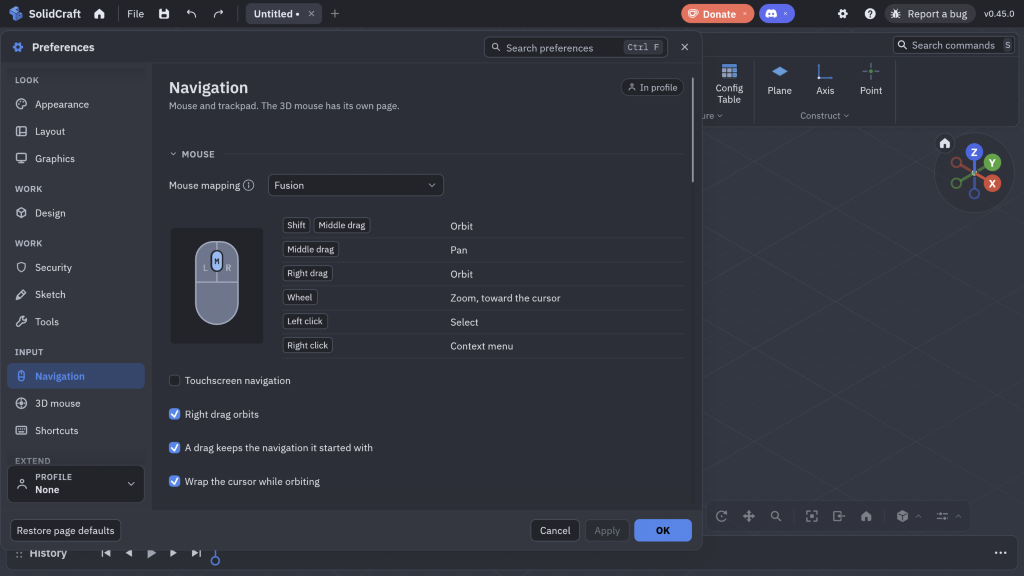 SolidCraft File Untitled • Donate Report a bug v0.45.0
Preferences Search preferences Ctrl F Search commands S
LOOK
Appearance
Layout
Graphics
WORK
Design
WORK
Security
Sketch
Tools
INPUT
Navigation
3D mouse
Shortcuts
EXTEND
PROFILE
None
Navigation In profile
Mouse and trackpad. The 3D mouse has its own page.
MOUSE
Mouse mapping Fusion
L M R
Shift Middle drag Orbit
Middle drag Pan
Right drag Orbit
Wheel Zoom, toward the cursor
Left click Select
Right click Context menu
Touchscreen navigation
Right drag orbits
A drag keeps the navigation it started with
Wrap the cursor while orbiting
Restore page defaults Cancel Apply OK
Config Table Plane Axis Point
ure Construct
Z
Y
X
History